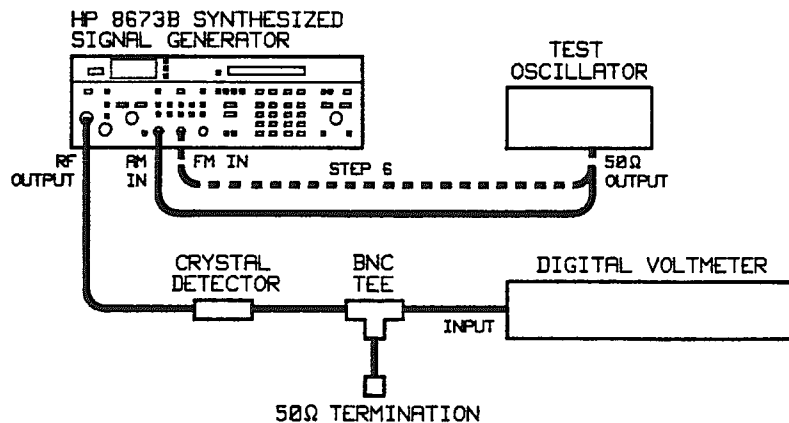 HP 8673B SYNTHESIZED
SIGNAL GENERATOR
TEST
OSCILLATOR
RF
OUTPUT
AM
IN
FM IN
STEP 6
50Ω
OUTPUT
CRYSTAL
DETECTOR
BNC
TEE
DIGITAL VOLTMETER
INPUT
50Ω TERMINATION